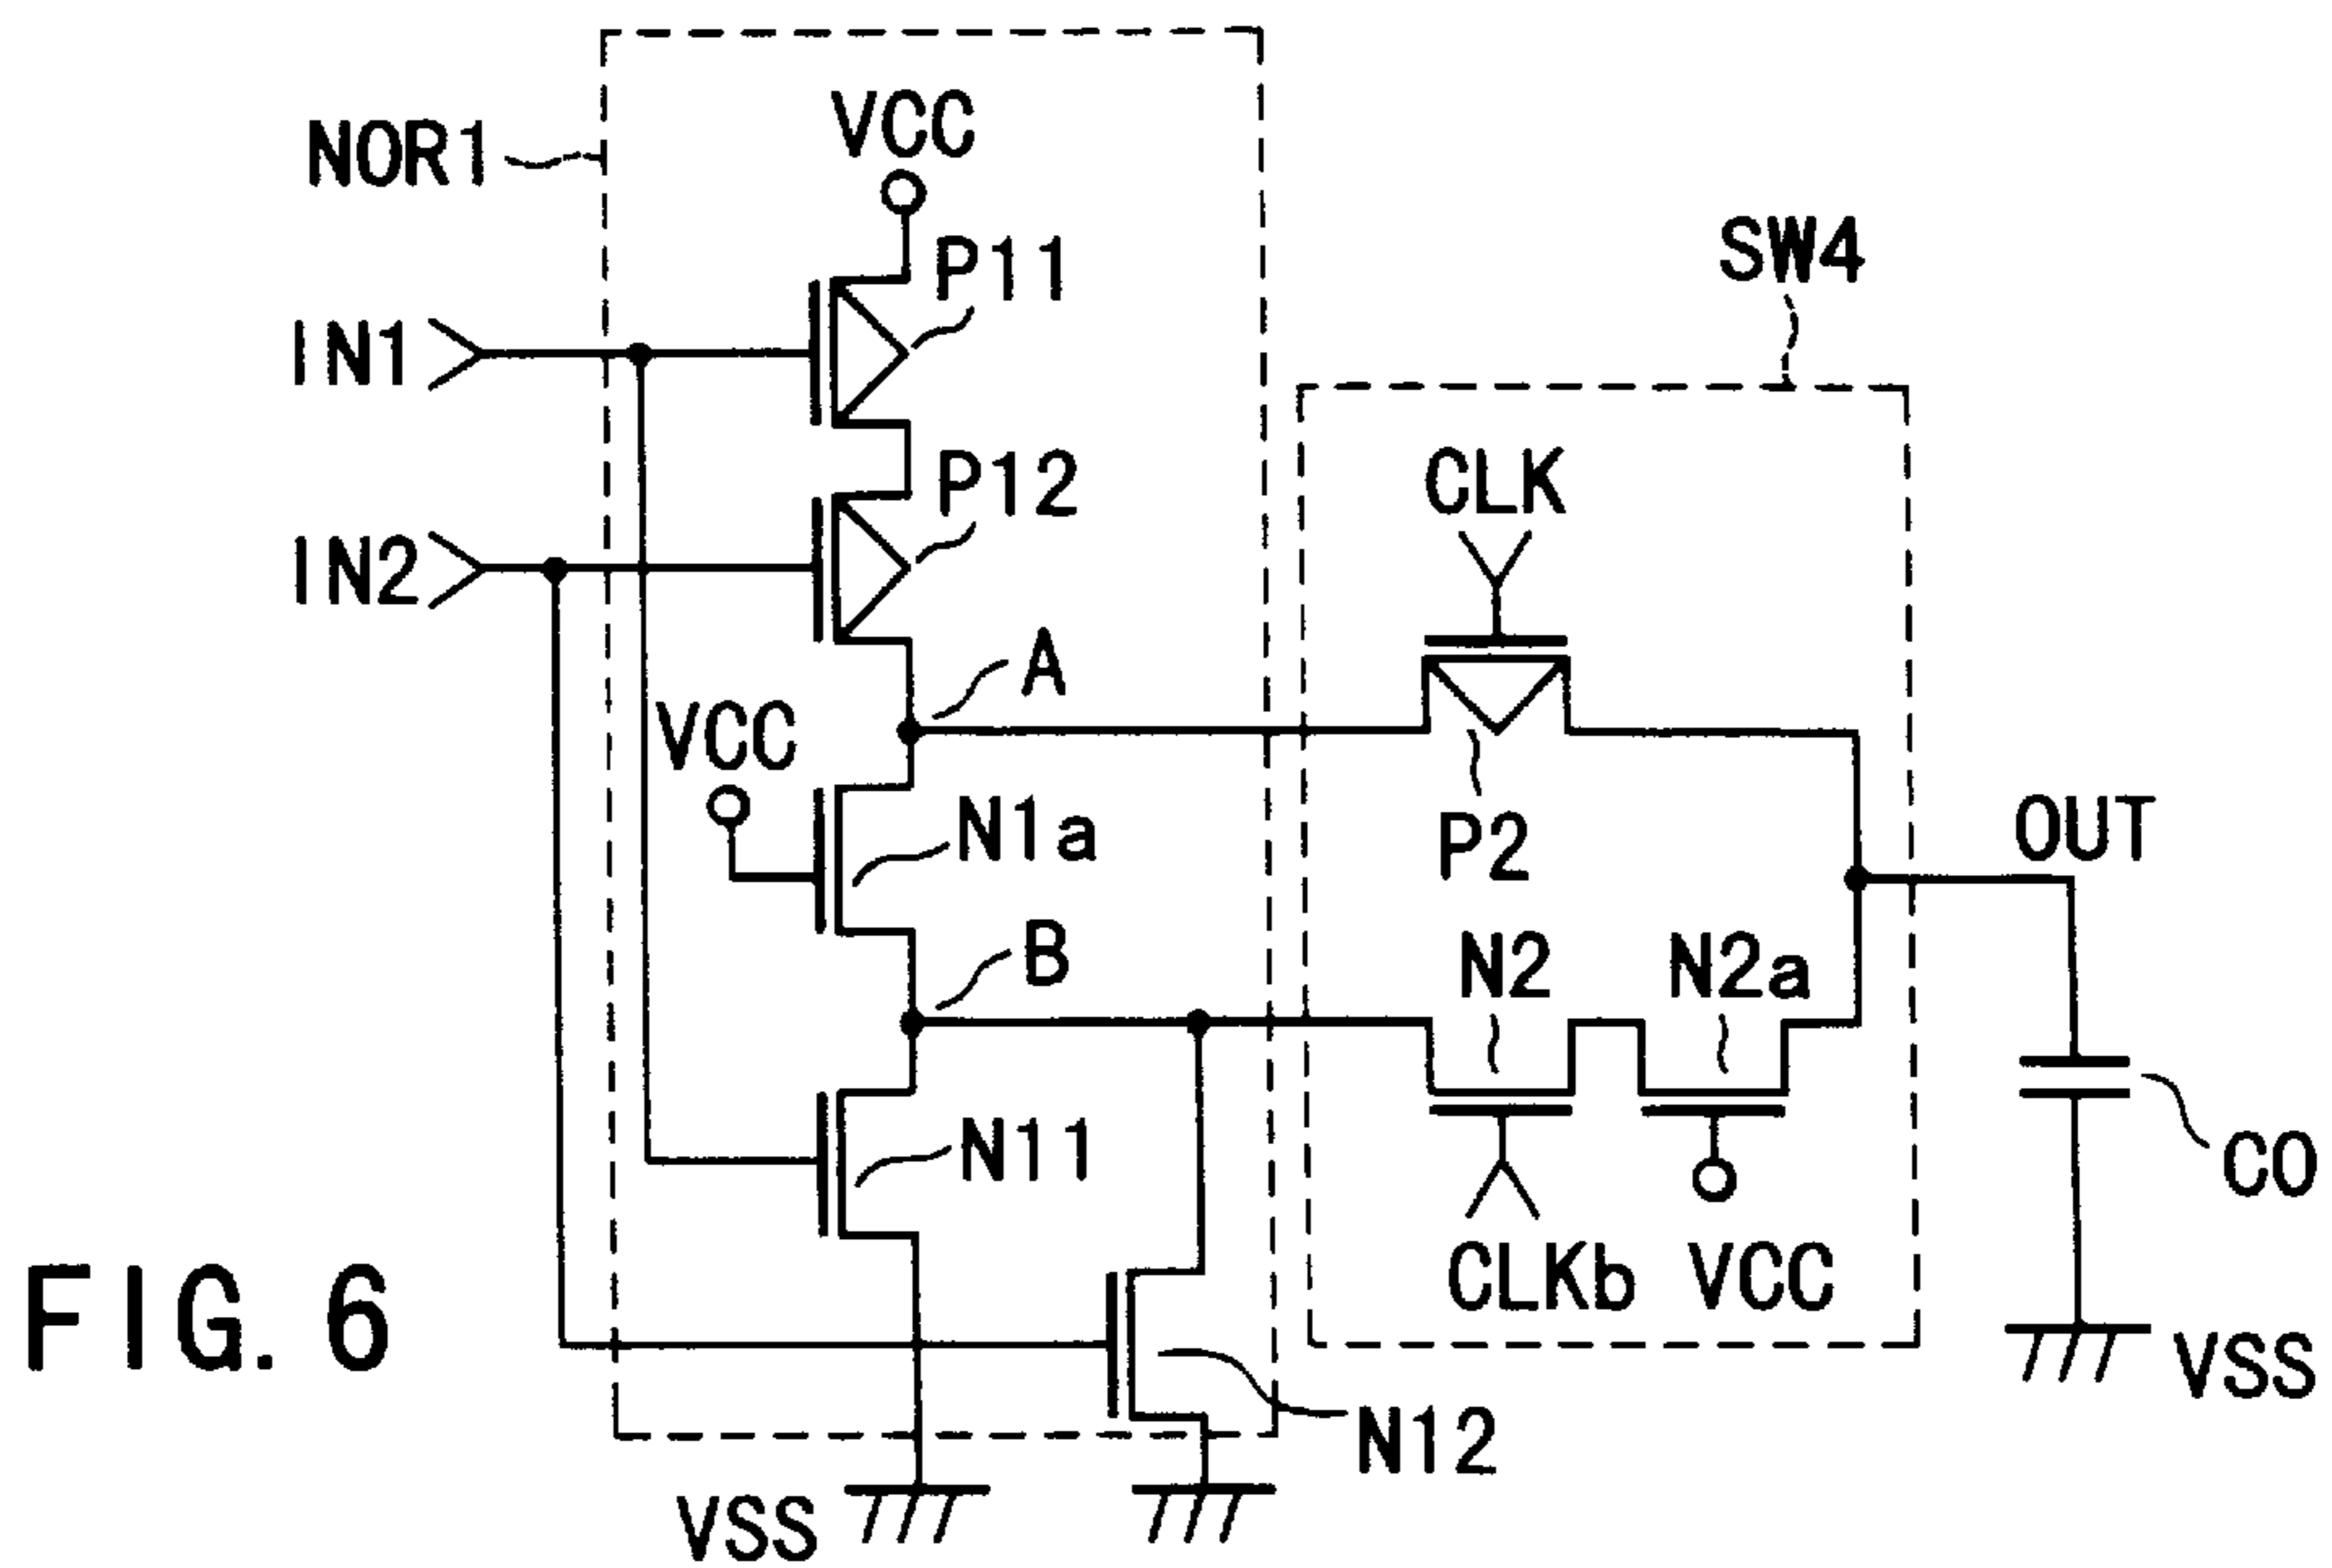 NOR1
VCC
P11
SW4
IN1
P12
CLK
IN2
A
VCC
N1a
P2
OUT
B
N2
N2a
N11
CO
CLKb
VCC
FIG. 6
VSS
N12
VSS